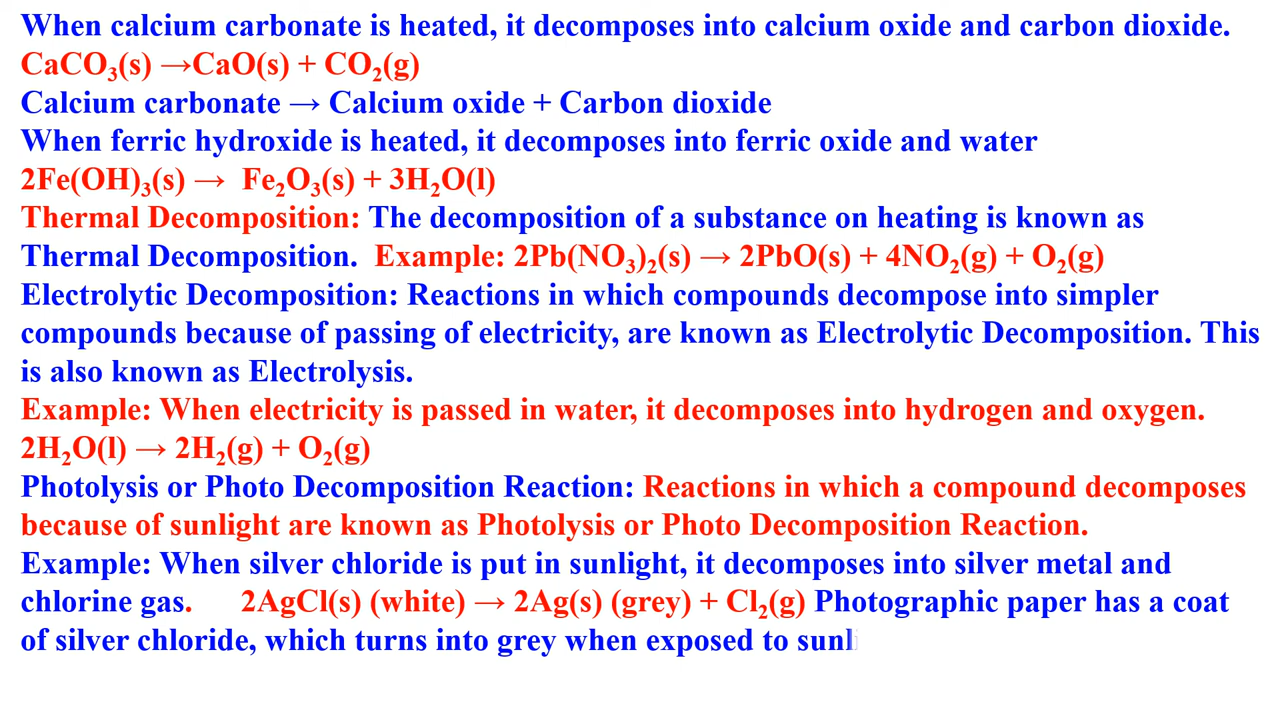 When calcium carbonate is heated, it decomposes into calcium oxide and carbon dioxide.
CaCO₃(s) →CaO(s) + CO₂(g)
Calcium carbonate → Calcium oxide + Carbon dioxide
When ferric hydroxide is heated, it decomposes into ferric oxide and water
2Fe(OH)₃(s) → Fe₂O₃(s) + 3H₂O(l)
Thermal Decomposition: The decomposition of a substance on heating is known as
Thermal Decomposition. Example: 2Pb(NO₃)₂(s) → 2PbO(s) + 4NO₂(g) + O₂(g)
Electrolytic Decomposition: Reactions in which compounds decompose into simpler
compounds because of passing of electricity, are known as Electrolytic Decomposition. This
is also known as Electrolysis.
Example: When electricity is passed in water, it decomposes into hydrogen and oxygen.
2H₂O(l) → 2H₂(g) + O₂(g)
Photolysis or Photo Decomposition Reaction: Reactions in which a compound decomposes
because of sunlight are known as Photolysis or Photo Decomposition Reaction.
Example: When silver chloride is put in sunlight, it decomposes into silver metal and
chlorine gas. 2AgCl(s) (white) → 2Ag(s) (grey) + Cl₂(g) Photographic paper has a coat
of silver chloride, which turns into grey when exposed to sunl